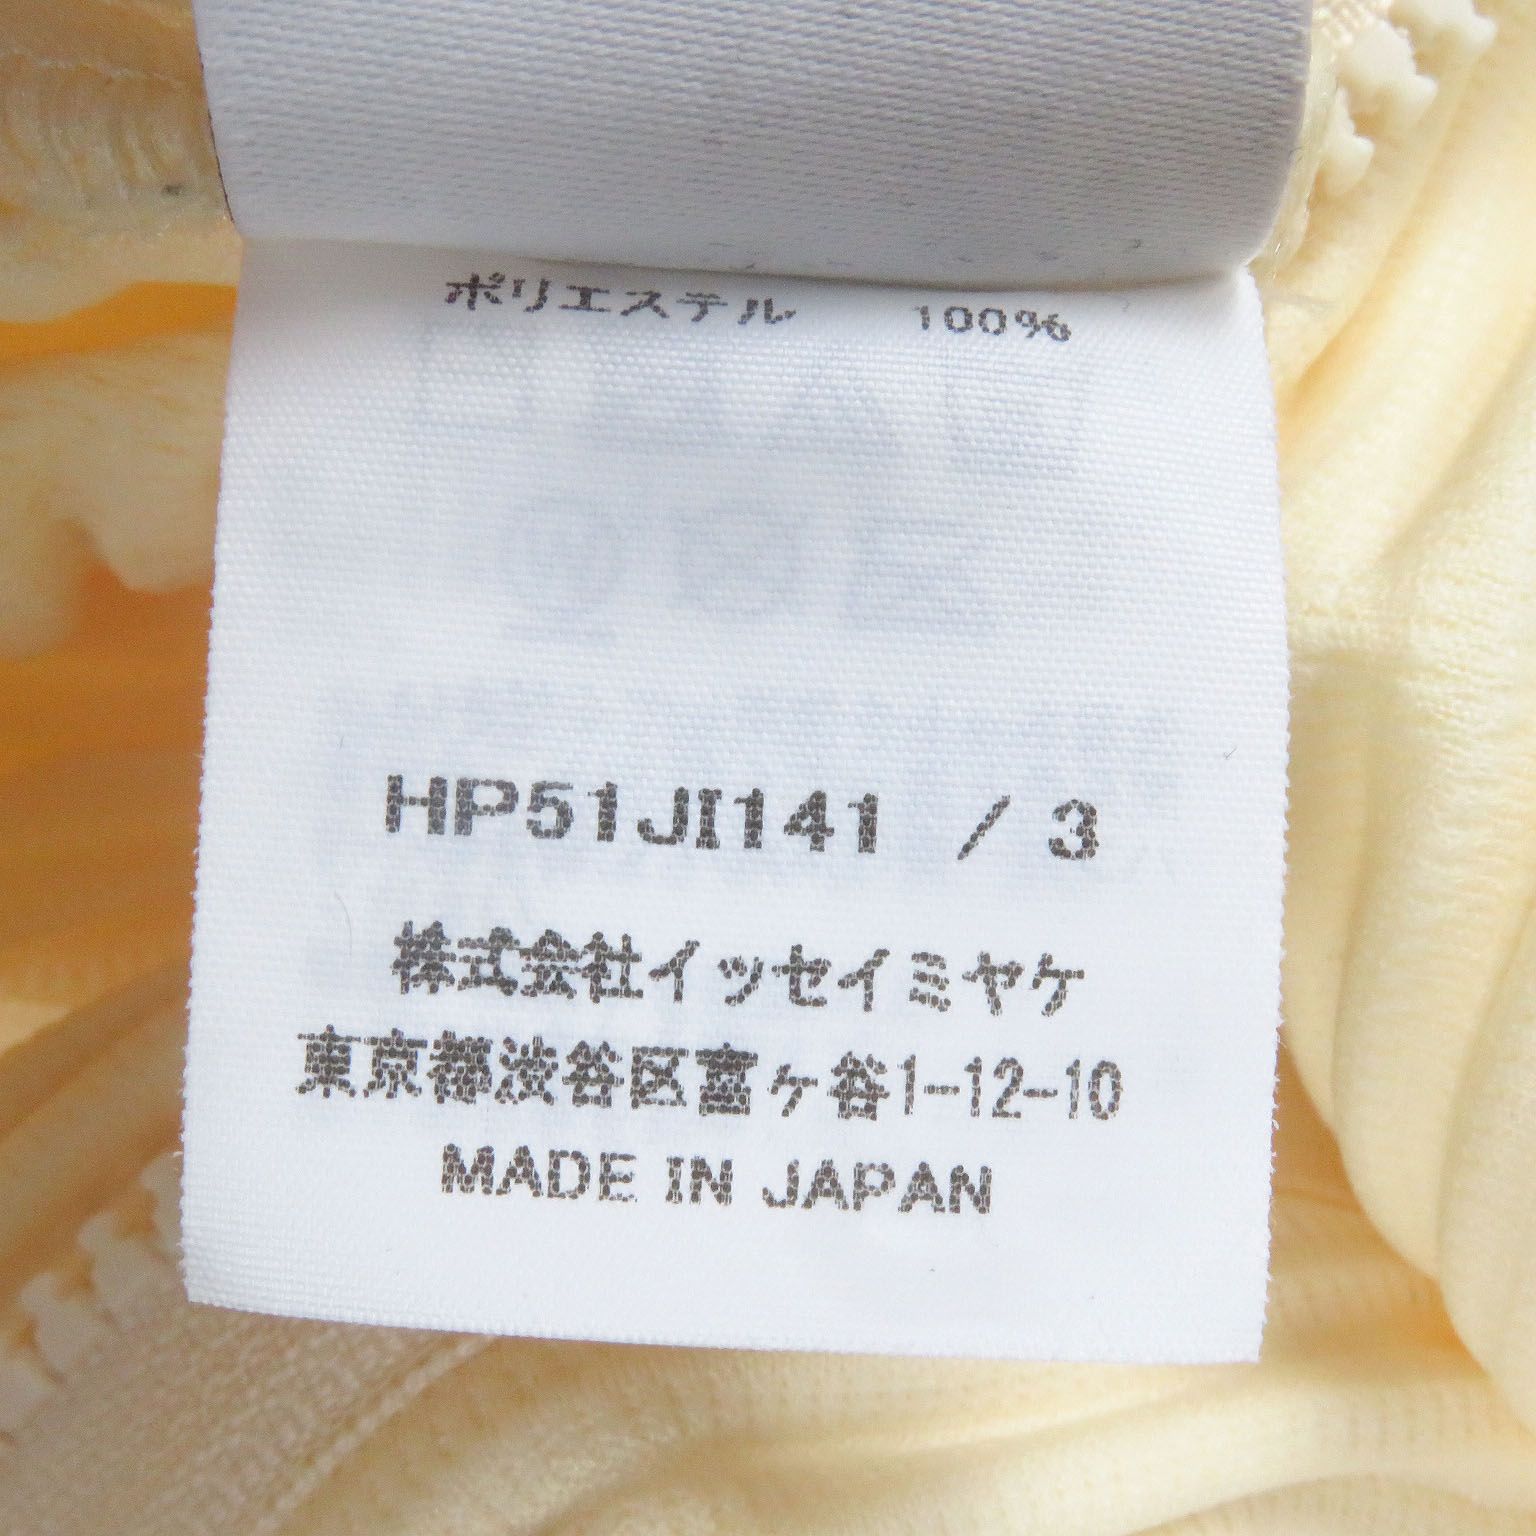 ポリエステル 100%
HP51JI141 / 3
株式会社イッセイミヤケ
東京都渋谷区富ヶ谷1-12-10
MADE IN JAPAN